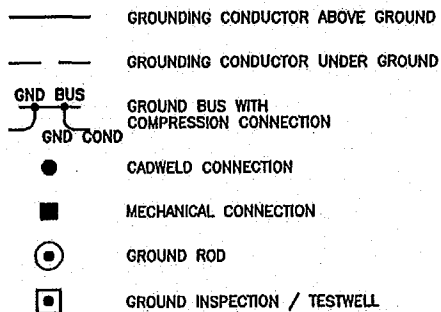 GROUNDING CONDUCTOR ABOVE GROUND
GROUNDING CONDUCTOR UNDER GROUND
GND BUS
GND COND
GROUND BUS WITH
COMPRESSION CONNECTION
CADWELD CONNECTION
MECHANICAL CONNECTION
GROUND ROD
GROUND INSPECTION / TESTWELL